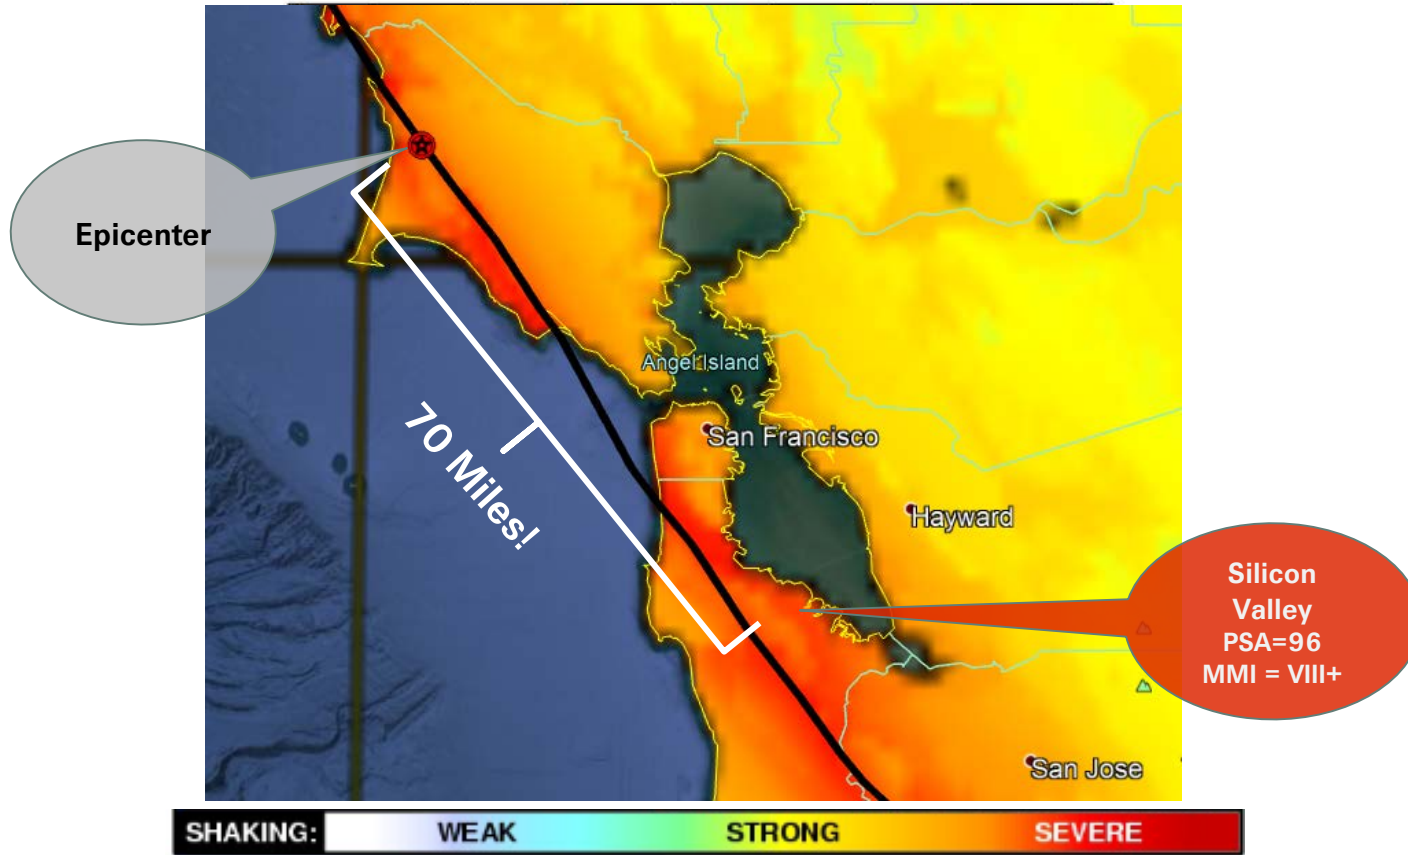 Epicenter
Angel Island
70 Miles!
San Francisco
Hayward
Silicon
Valley
PSA=96
MMI = VIII+
San Jose
SHAKING: WEAK STRONG SEVERE